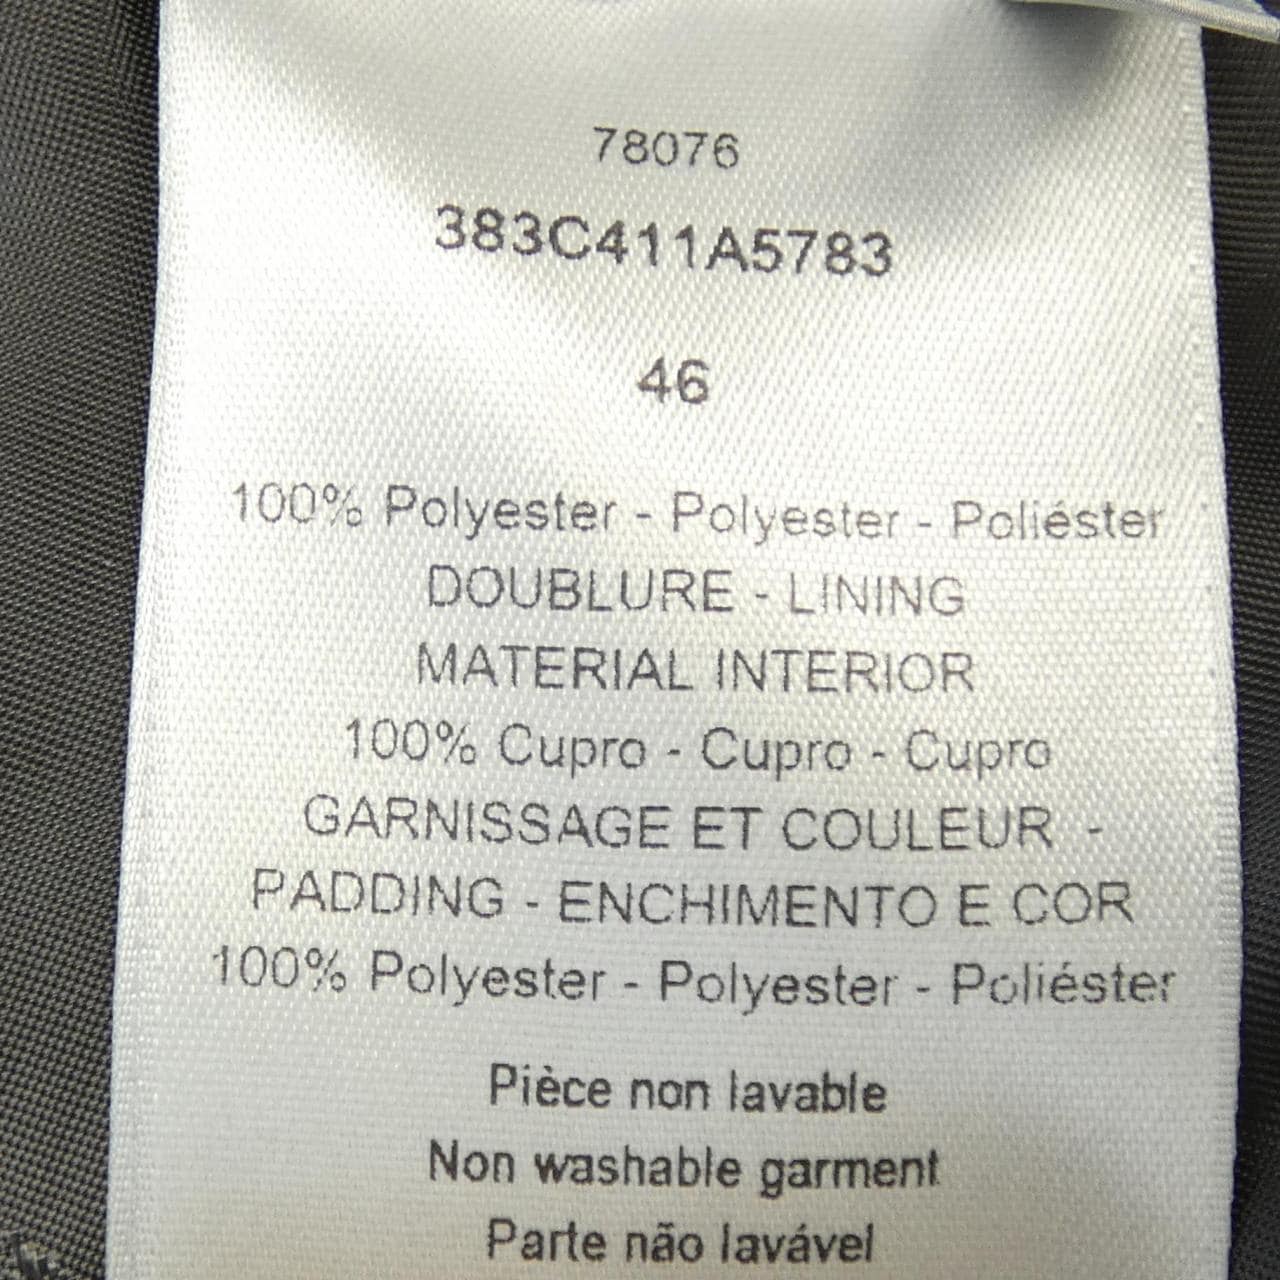 78076
383C411A5783
46
100% Polyester - Polyester - Poliéster
DOUBLURE - LINING
MATERIAL INTERIOR
100% Cupro - Cupro - Cupro
GARNISSAGE ET COULEUR -
PADDING - ENCHIMENTO E COR
100% Polyester - Polyester - Poliéster
Pièce non lavable
Non washable garment
Parte não lavável